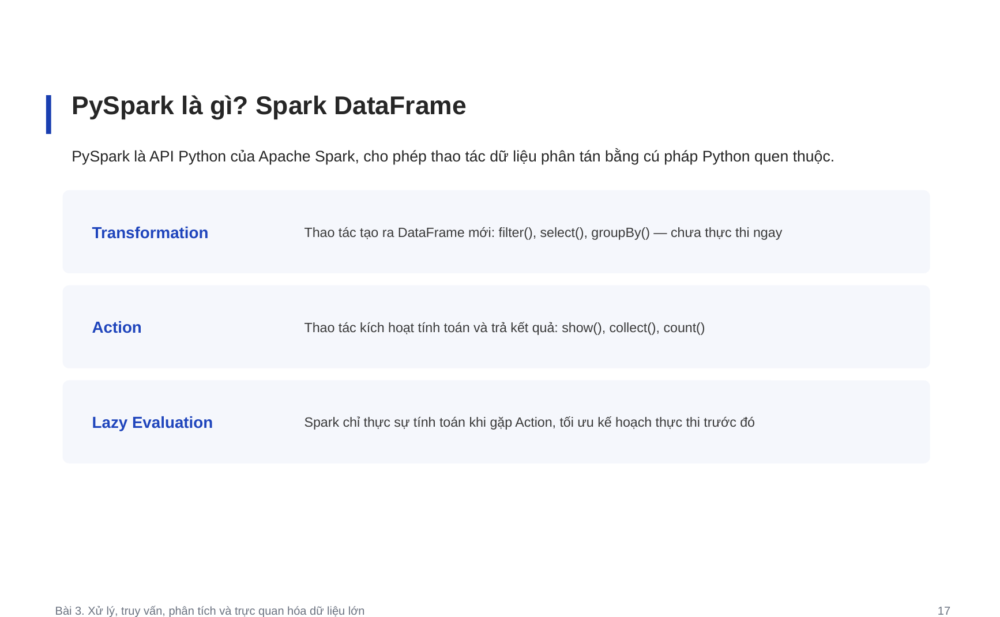 PySpark là gì? Spark DataFrame
PySpark là API Python của Apache Spark, cho phép thao tác dữ liệu phân tán bằng cú pháp Python quen thuộc.
Transformation
Thao tác tạo ra DataFrame mới: filter(), select(), groupBy() — chưa thực thi ngay
Action
Thao tác kích hoạt tính toán và trả kết quả: show(), collect(), count()
Lazy Evaluation
Spark chỉ thực sự tính toán khi gặp Action, tối ưu kế hoạch thực thi trước đó
Bài 3. Xử lý, truy vấn, phân tích và trực quan hóa dữ liệu lớn
17